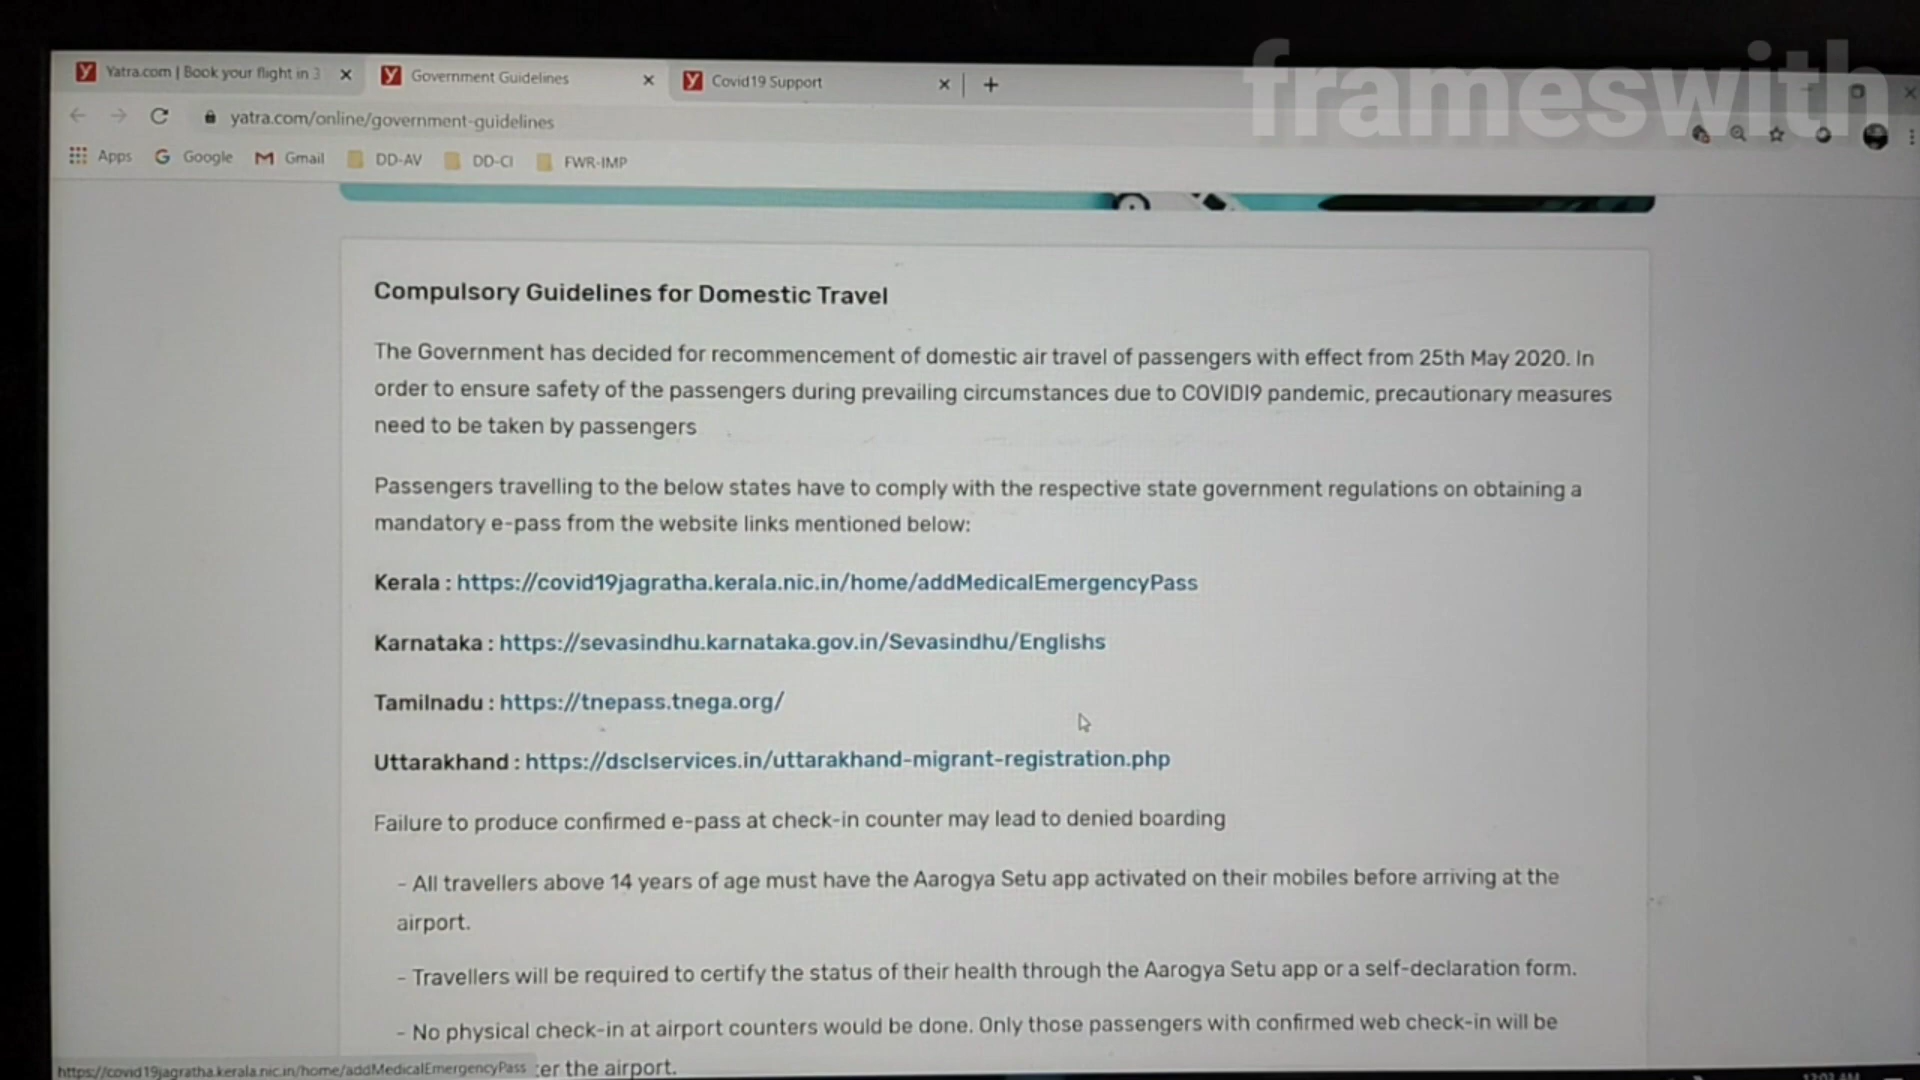 frameswith
Yatra.com | Book your flight in 3
Government Guidelines
Covid19 Support
yatra.com/online/government-guidelines
Apps Google Gmail DD-AV DD-CI FWR-IMP
Compulsory Guidelines for Domestic Travel
The Government has decided for recommencement of domestic air travel of passengers with effect from 25th May 2020. In
order to ensure safety of the passengers during prevailing circumstances due to COVIDI9 pandemic, precautionary measures
need to be taken by passengers
Passengers travelling to the below states have to comply with the respective state government regulations on obtaining a
mandatory e-pass from the website links mentioned below:
Kerala : https://covid19jagratha.kerala.nic.in/home/addMedicalEmergencyPass
Karnataka : https://sevasindhu.karnataka.gov.in/Sevasindhu/Englishs
Tamilnadu : https://tnepass.tnega.org/
Uttarakhand : https://dsclservices.in/uttarakhand-migrant-registration.php
Failure to produce confirmed e-pass at check-in counter may lead to denied boarding
- All travellers above 14 years of age must have the Aarogya Setu app activated on their mobiles before arriving at the
airport.
- Travellers will be required to certify the status of their health through the Aarogya Setu app or a self-declaration form.
- No physical check-in at airport counters would be done. Only those passengers with confirmed web check-in will be
er the airport.
https://covid19jagratha.kerala.nic.in/home/addMedicalEmergencyPass